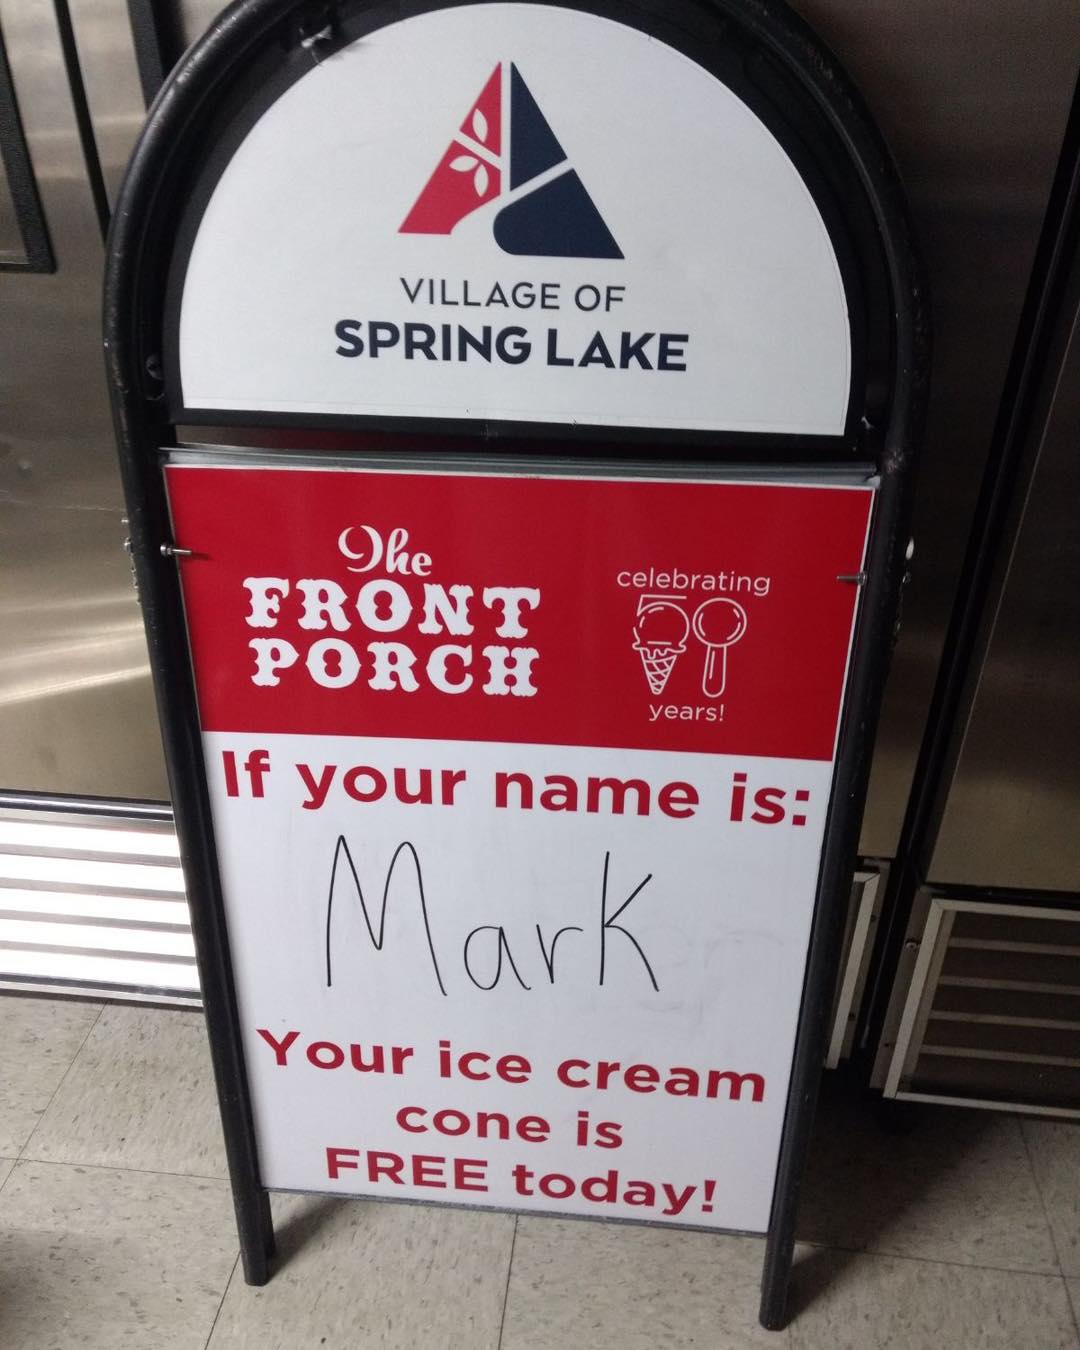 VILLAGE OF
SPRING LAKE
The
FRONT
PORCH
celebrating
50
years!
If your name is:
Mark
Your ice cream
cone is
FREE today!